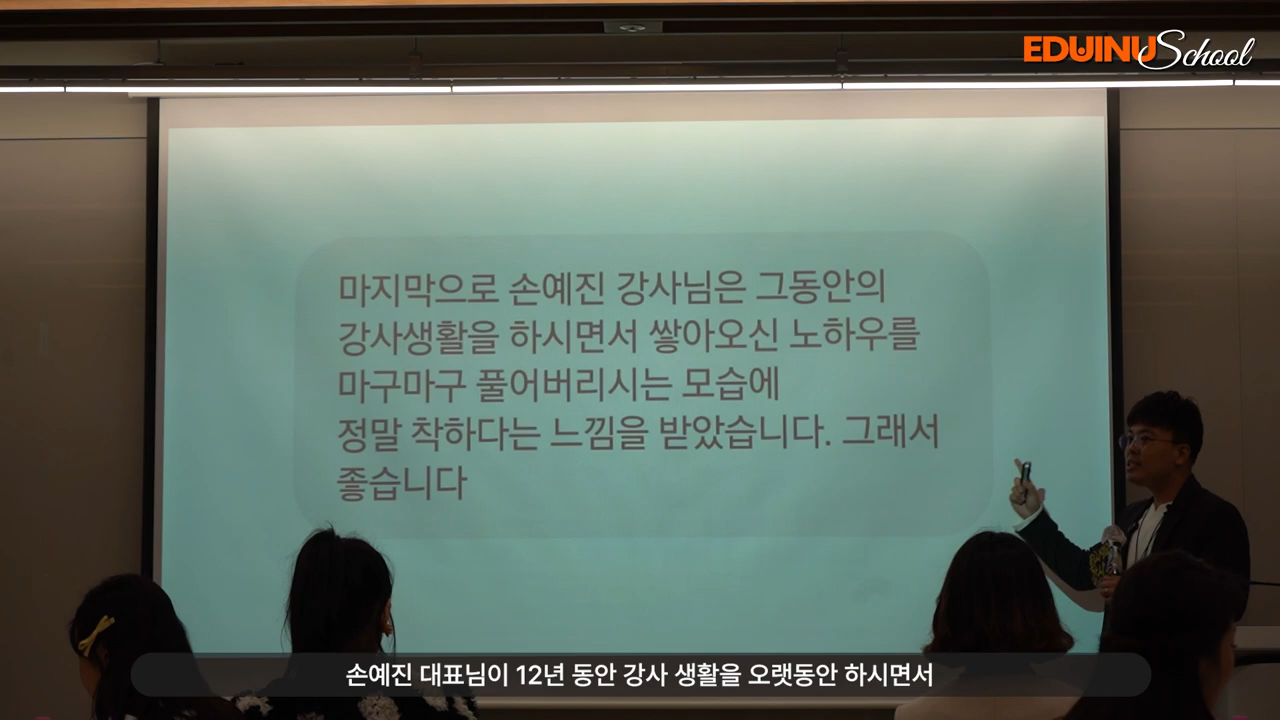 EDUINU School
마지막으로 손예진 강사님은 그동안의
강사생활을 하시면서 쌓아오신 노하우를
마구마구 풀어버리시는 모습에
정말 착하다는 느낌을 받았습니다. 그래서
좋습니다
손예진 대표님이 12년 동안 강사 생활을 오랫동안 하시면서